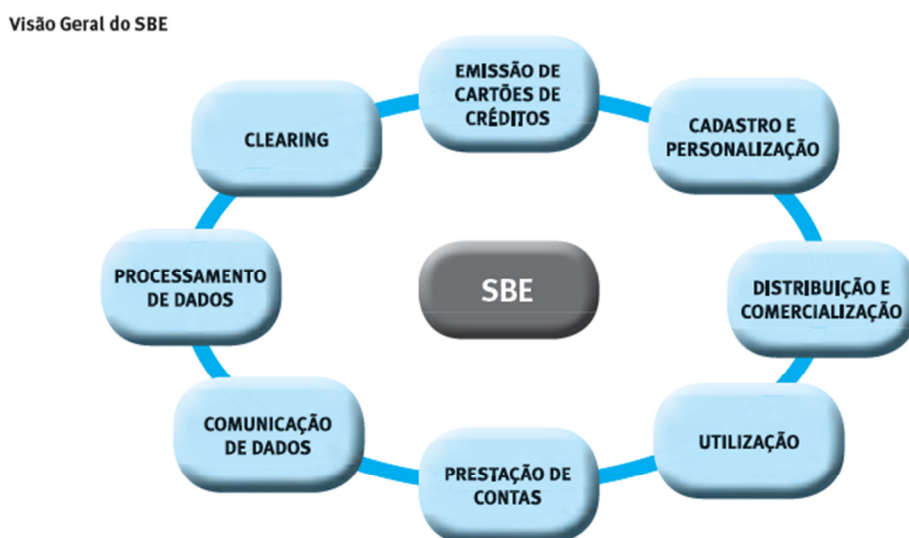 Visão Geral do SBE
EMISSÃO DE
CARTÕES DE
CRÉDITOS
CADASTRO E
PERSONALIZAÇÃO
DISTRIBUIÇÃO E
COMERCIALIZAÇÃO
UTILIZAÇÃO
PRESTAÇÃO DE
CONTAS
COMUNICAÇÃO
DE DADOS
PROCESSAMENTO
DE DADOS
CLEARING
SBE